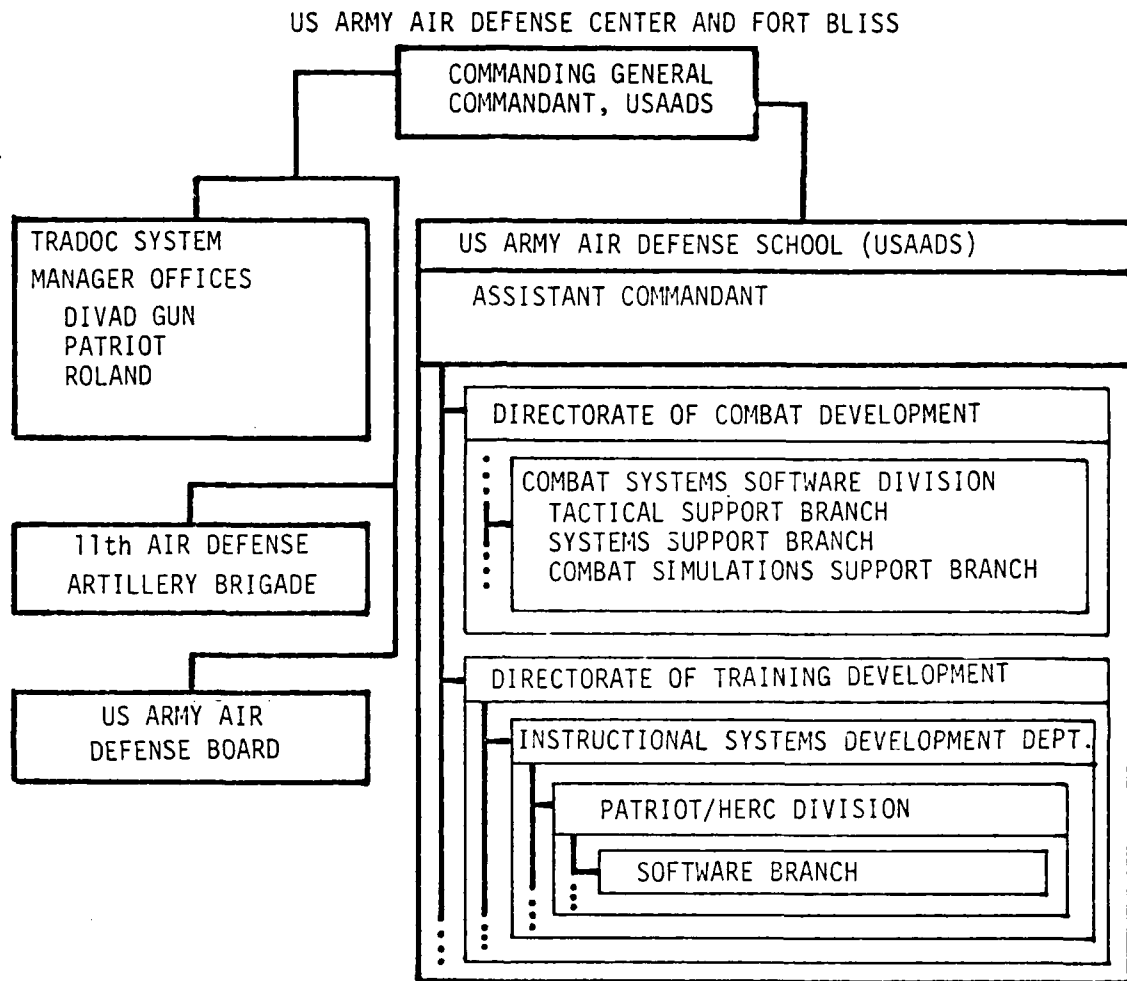 US ARMY AIR DEFENSE CENTER AND FORT BLISS
COMMANDING GENERAL
COMMANDANT, USAADS
TRADOC SYSTEM
MANAGER OFFICES
DIVAD GUN
PATRIOT
ROLAND
11th AIR DEFENSE
ARTILLERY BRIGADE
US ARMY AIR
DEFENSE BOARD
US ARMY AIR DEFENSE SCHOOL (USAADS)
ASSISTANT COMMANDANT
DIRECTORATE OF COMBAT DEVELOPMENT
COMBAT SYSTEMS SOFTWARE DIVISION
TACTICAL SUPPORT BRANCH
SYSTEMS SUPPORT BRANCH
COMBAT SIMULATIONS SUPPORT BRANCH
DIRECTORATE OF TRAINING DEVELOPMENT
INSTRUCTIONAL SYSTEMS DEVELOPMENT DEPT.
PATRIOT/HERC DIVISION
SOFTWARE BRANCH